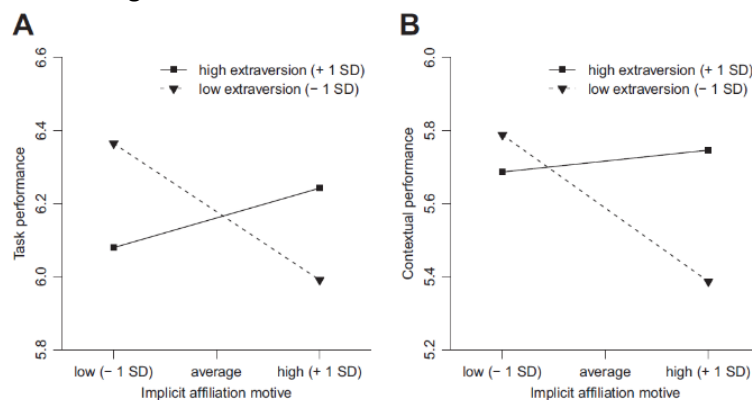 A
high extraversion (+ 1 SD)
low extraversion (− 1 SD)
Task performance
6.6
6.4
6.2
6.0
5.8
low (− 1 SD)
average
high (+ 1 SD)
Implicit affiliation motive
B
high extraversion (+ 1 SD)
low extraversion (− 1 SD)
Contextual performance
6.0
5.8
5.6
5.4
5.2
low (− 1 SD)
average
high (+ 1 SD)
Implicit affiliation motive